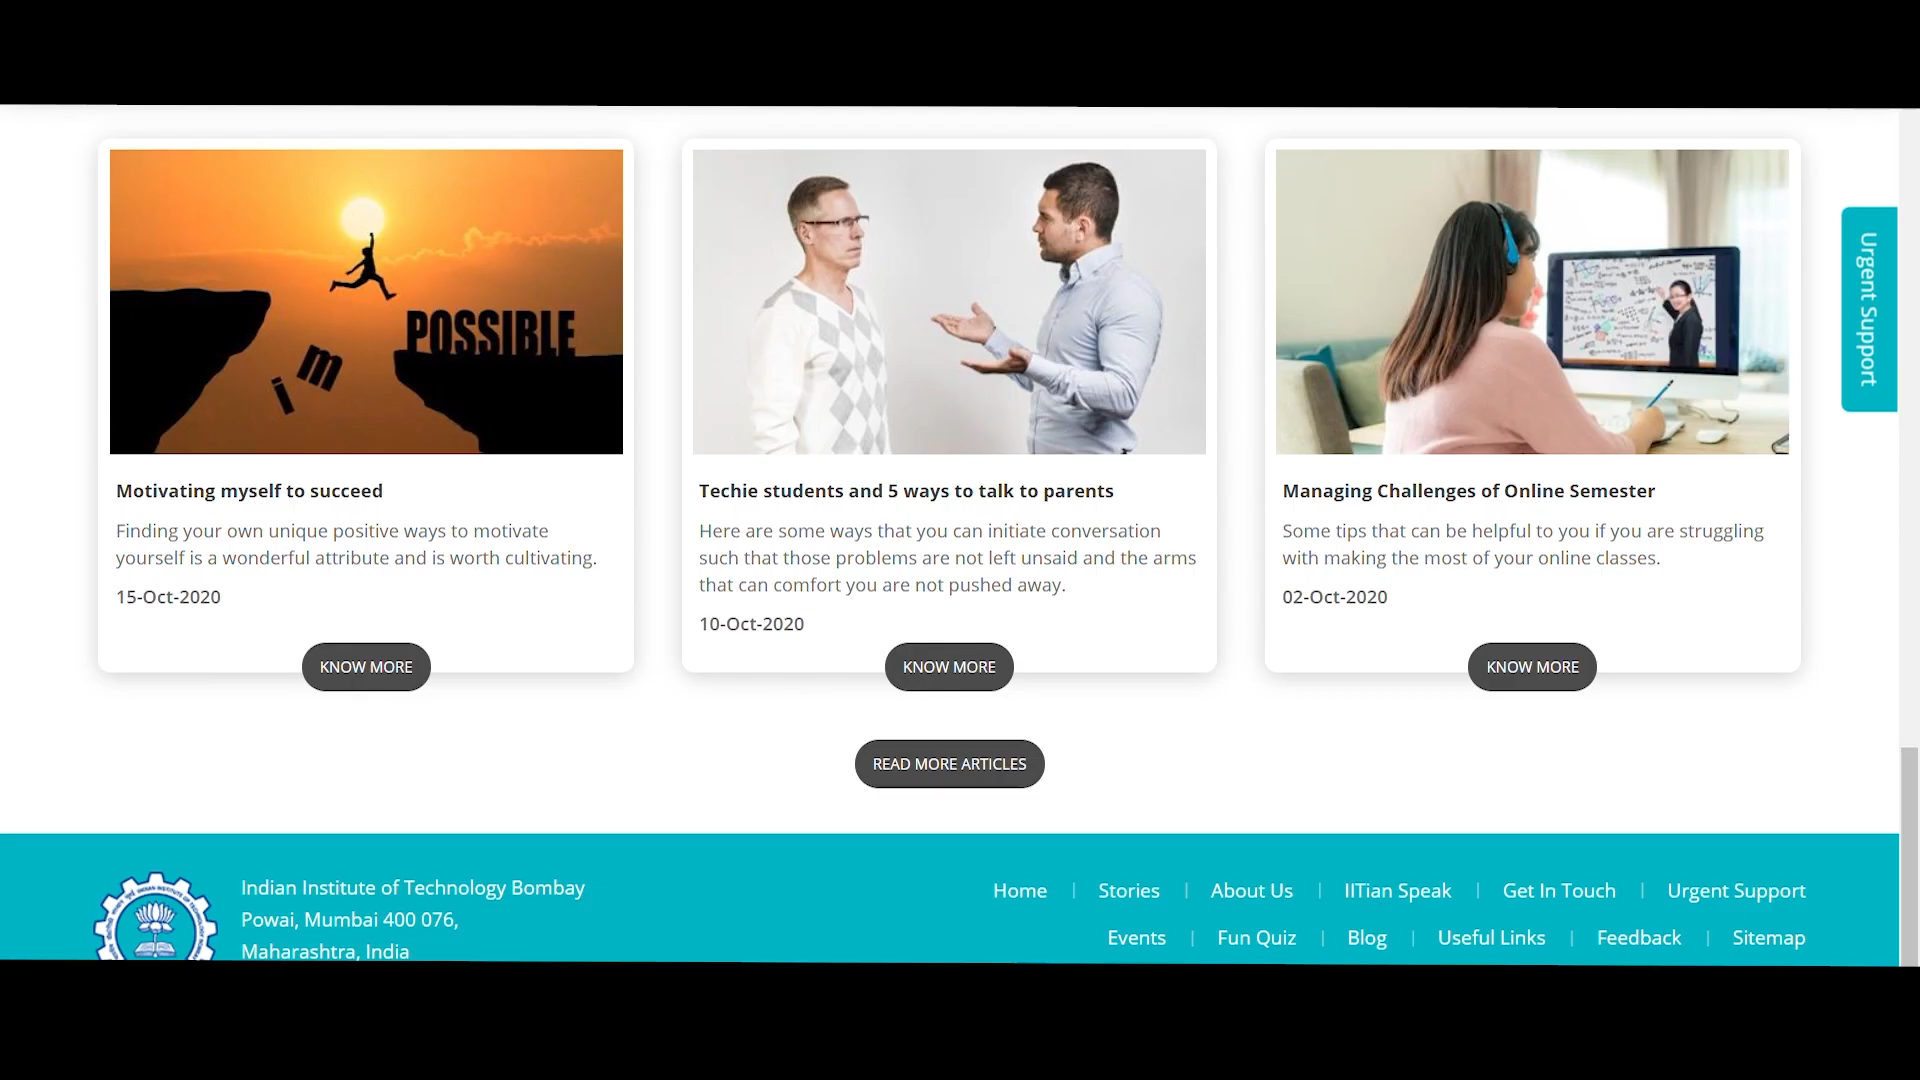 POSSIBLE
i m
Motivating myself to succeed
Finding your own unique positive ways to motivate
yourself is a wonderful attribute and is worth cultivating.
15-Oct-2020
KNOW MORE
Techie students and 5 ways to talk to parents
Here are some ways that you can initiate conversation
such that those problems are not left unsaid and the arms
that can comfort you are not pushed away.
10-Oct-2020
KNOW MORE
Managing Challenges of Online Semester
Some tips that can be helpful to you if you are struggling
with making the most of your online classes.
02-Oct-2020
KNOW MORE
Urgent Support
READ MORE ARTICLES
Indian Institute of Technology Bombay
Powai, Mumbai 400 076,
Maharashtra, India
Home | Stories | About Us | IITian Speak | Get In Touch | Urgent Support
Events | Fun Quiz | Blog | Useful Links | Feedback | Sitemap